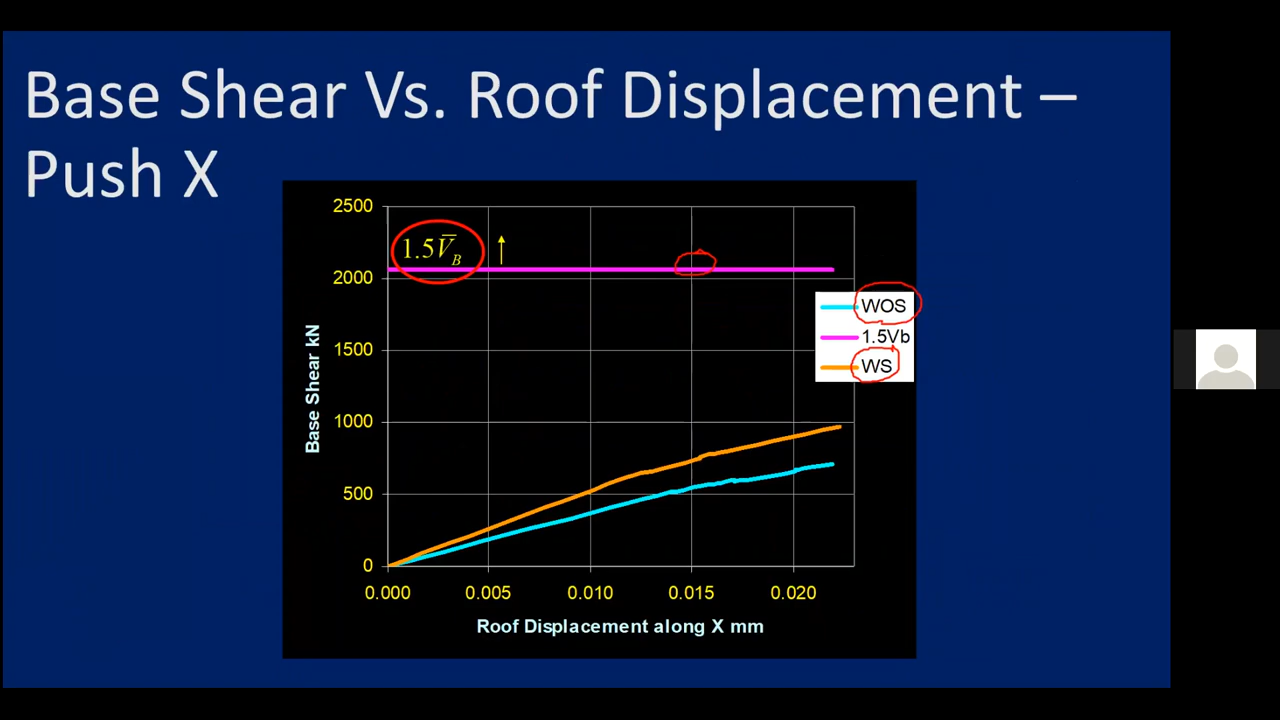 Base Shear Vs. Roof Displacement –
Push X
2500
2000
1500
1000
500
0
1.5V̅B
Base Shear kN
WOS
1.5Vb
WS
0.000 0.005 0.010 0.015 0.020
Roof Displacement along X mm